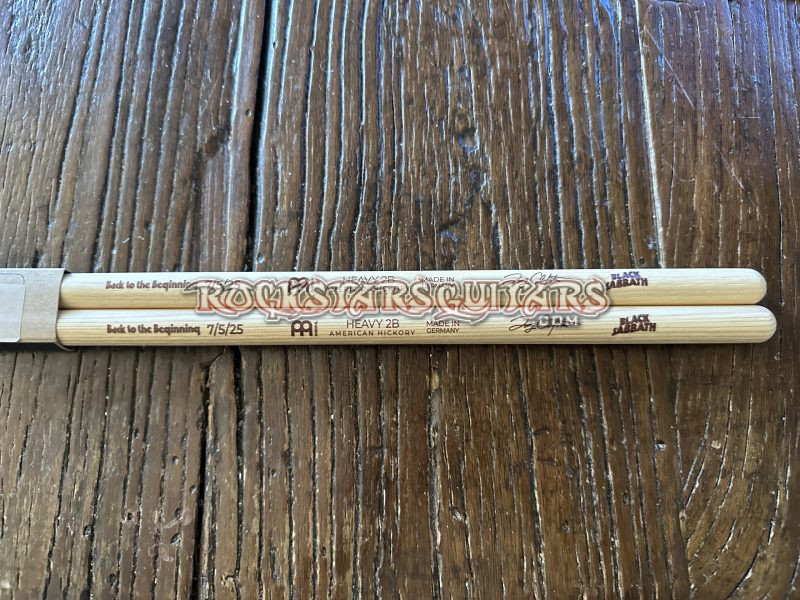 Back to the Beginning HEAVY 2B MADE IN BLACK SABBATH
ROCKSTARSGUITARS
.COM
Back to the Beginning 7/5/25 HEAVY 2B AMERICAN HICKORY MADE IN GERMANY BLACK SABBATH